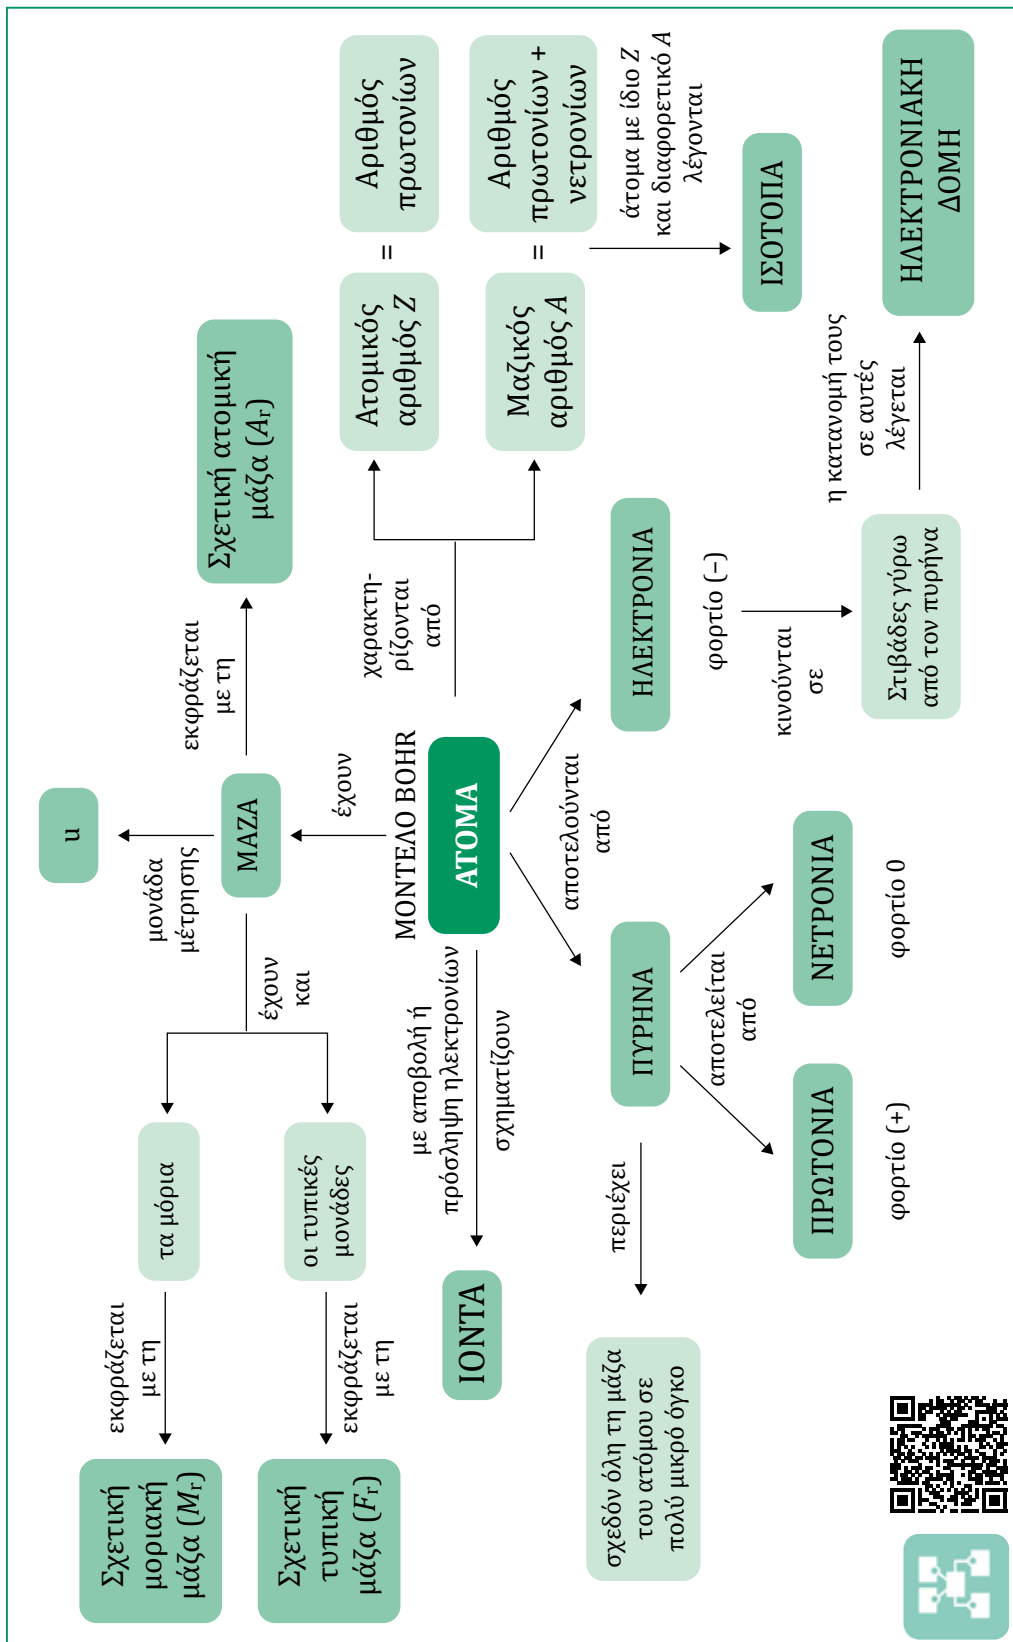 Σχετική
μοριακή
μάζα (Mr)
εκφράζεται
με τη
τα μόρια
Σχετική
τυπική
μάζα (Fr)
εκφράζεται
με τη
οι τυπικές
μονάδες
έχουν
και
μονάδα
μέτρησης
u
ΜΑΖΑ
εκφράζεται
με τη
Σχετική ατομική
μάζα (Ar)
έχουν
ΜΟΝΤΕΛΟ BOHR
ΑΤΟΜΑ
με αποβολή ή
πρόσληψη ηλεκτρονίων
σχηματίζουν
ΙΟΝΤΑ
χαρακτη-
ρίζονται
από
Ατομικός
αριθμός Z
=
Αριθμός
πρωτονίων
Μαζικός
αριθμός A
=
Αριθμός
πρωτονίων +
νετρονίων
άτομα με ίδιο Z
και διαφορετικό A
λέγονται
ΙΣΟΤΟΠΑ
αποτελούνται
από
ΠΥΡΗΝΑ
ΗΛΕΚΤΡΟΝΙΑ
φορτίο (–)
κινούνται
σε
Στιβάδες γύρω
από τον πυρήνα
η κατανομή τους
σε αυτές
λέγεται
ΗΛΕΚΤΡΟΝΙΑΚΗ
ΔΟΜΗ
περιέχει
σχεδόν όλη τη μάζα
του ατόμου σε
πολύ μικρό όγκο
αποτελείται
από
ΠΡΩΤΟΝΙΑ
φορτίο (+)
ΝΕΤΡΟΝΙΑ
φορτίο 0